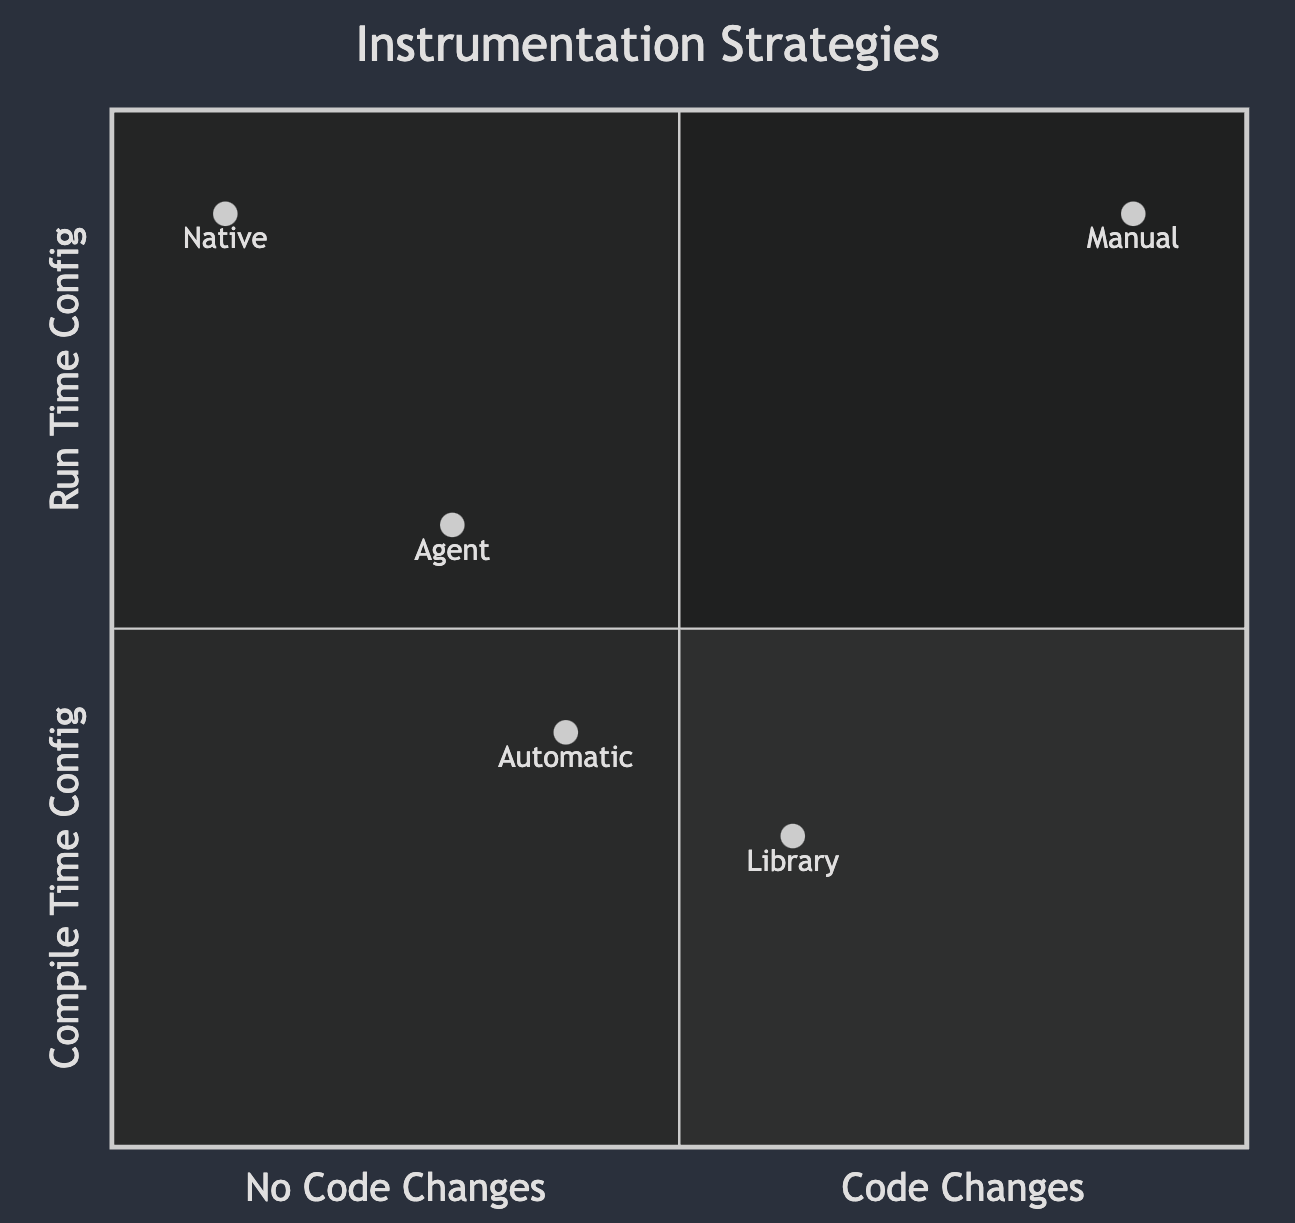 Instrumentation Strategies
Run Time Config
Native
Manual
Agent
Compile Time Config
Automatic
Library
No Code Changes
Code Changes